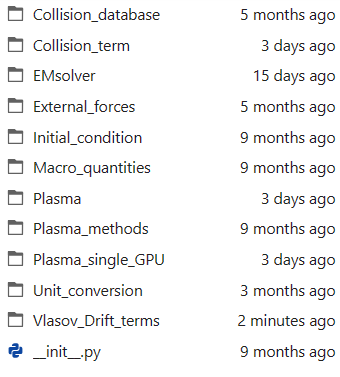 Collision_database 5 months ago
Collision_term 3 days ago
EMsolver 15 days ago
External_forces 5 months ago
Initial_condition 9 months ago
Macro_quantities 9 months ago
Plasma 3 days ago
Plasma_methods 9 months ago
Plasma_single_GPU 3 days ago
Unit_conversion 3 months ago
Vlasov_Drift_terms 2 minutes ago
__init__.py 9 months ago